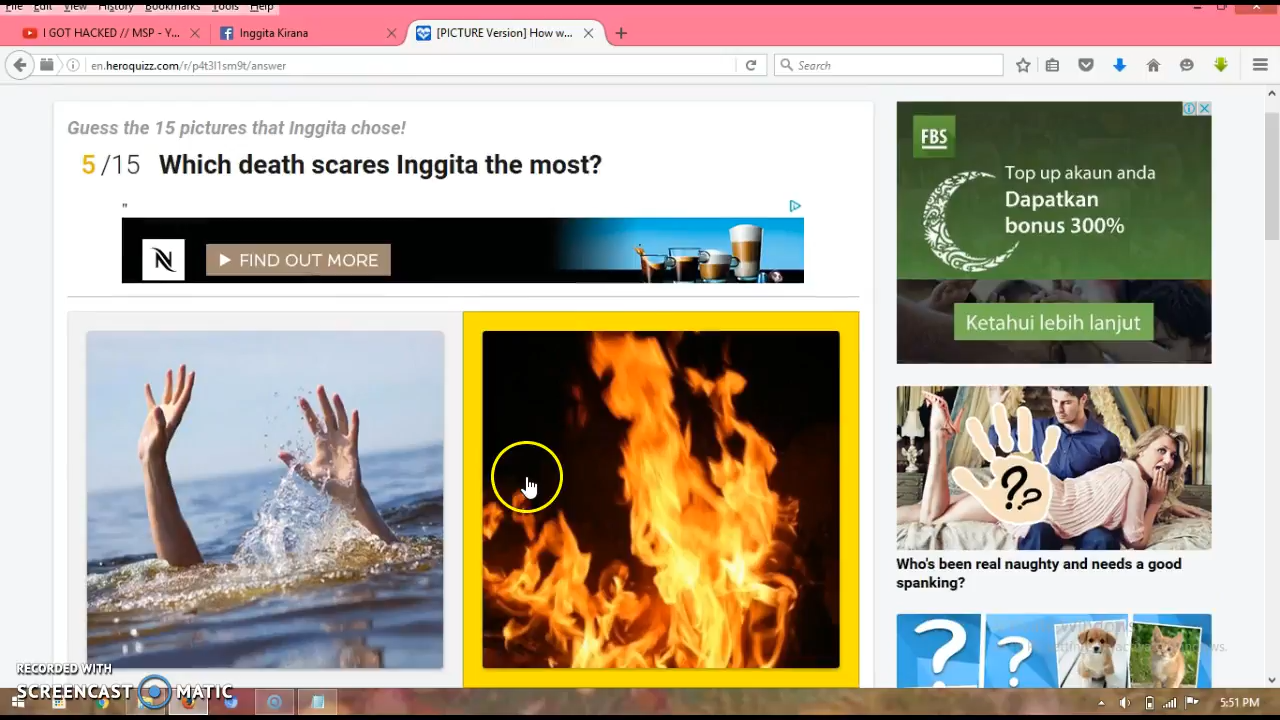 File Edit View History Bookmarks Tools Help
I GOT HACKED // MSP - Y...
Inggita Kirana
[PICTURE Version] How w...
en.heroquizz.com/r/p4t3l1sm9t/answer
Search
Guess the 15 pictures that Inggita chose!
5 /15 Which death scares Inggita the most?
"
N
FIND OUT MORE
FBS
Top up akaun anda
Dapatkan
bonus 300%
Ketahui lebih lanjut
??
Who's been real naughty and needs a good
spanking?
? ?
RECORDED WITH
SCREENCAST MATIC
5:51 PM